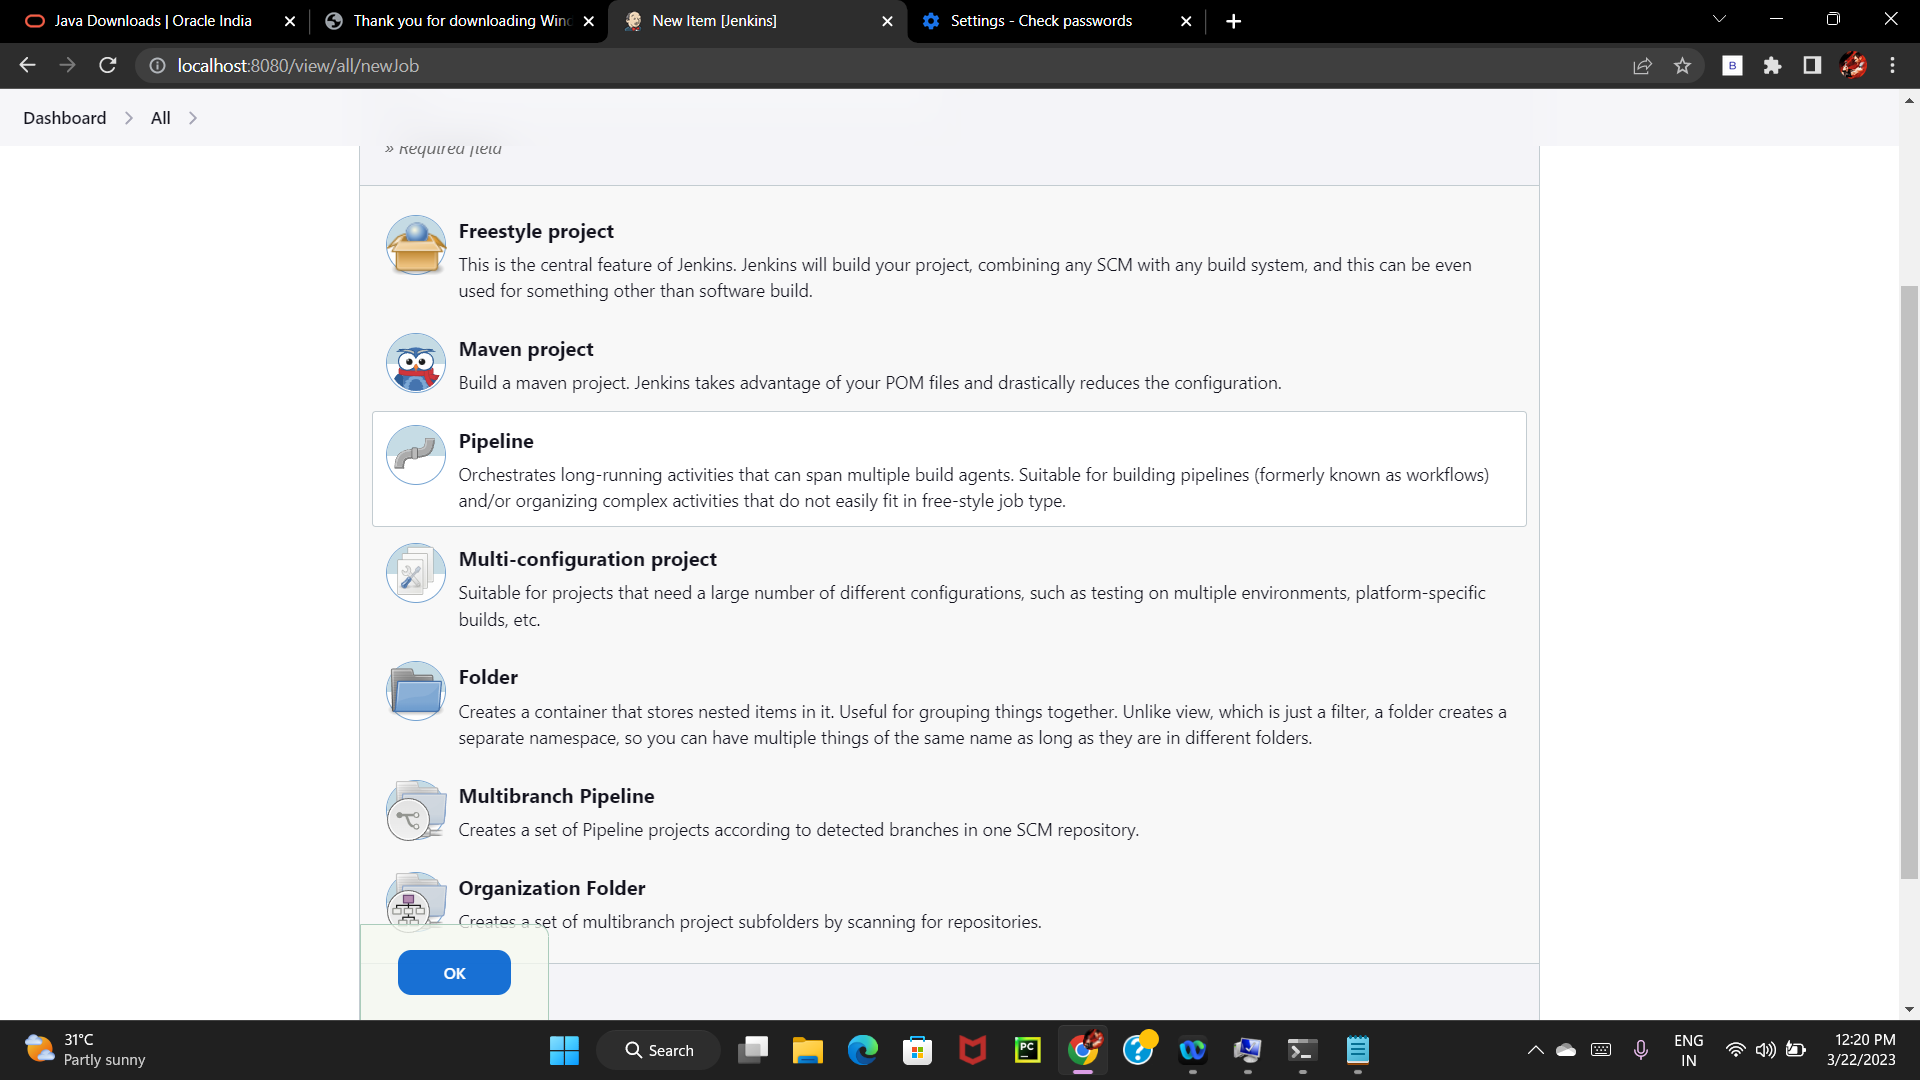 Java Downloads | Oracle India
Thank you for downloading Winc
New Item [Jenkins]
Settings - Check passwords
localhost:8080/view/all/newJob
B
Dashboard
All
» Required field
Freestyle project
This is the central feature of Jenkins. Jenkins will build your project, combining any SCM with any build system, and this can be even
used for something other than software build.
Maven project
Build a maven project. Jenkins takes advantage of your POM files and drastically reduces the configuration.
Pipeline
Orchestrates long-running activities that can span multiple build agents. Suitable for building pipelines (formerly known as workflows)
and/or organizing complex activities that do not easily fit in free-style job type.
Multi-configuration project
Suitable for projects that need a large number of different configurations, such as testing on multiple environments, platform-specific
builds, etc.
Folder
Creates a container that stores nested items in it. Useful for grouping things together. Unlike view, which is just a filter, a folder creates a
separate namespace, so you can have multiple things of the same name as long as they are in different folders.
Multibranch Pipeline
Creates a set of Pipeline projects according to detected branches in one SCM repository.
Organization Folder
Creates a set of multibranch project subfolders by scanning for repositories.
OK
31°C
Partly sunny
Search
PC
ENG
IN
12:20 PM
3/22/2023